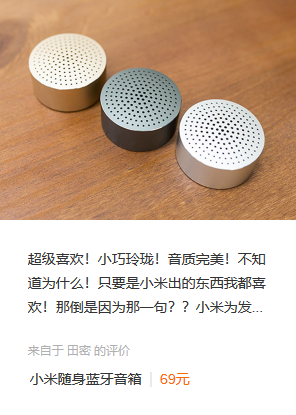 超级喜欢！小巧玲珑！音质完美！不知
道为什么！只要是小米出的东西我都喜
欢！那倒是因为那一句？？小米为发...
来自于 田密 的评价
小米随身蓝牙音箱 | 69元